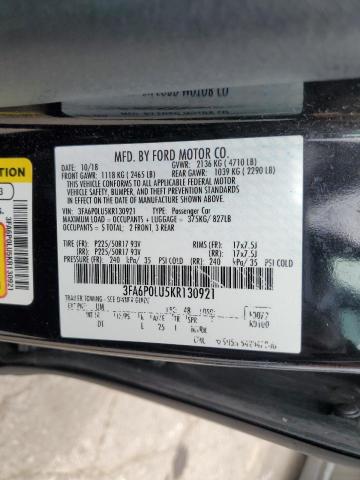 MFD. BY FORD MOTOR CO.
DATE: 10/18 GVWR: 2136 KG ( 4710 LB)
FRONT GAWR: 1118 KG ( 2465 LB) REAR GAWR: 1039 KG ( 2290 LB)
THIS VEHICLE CONFORMS TO ALL APPLICABLE FEDERAL MOTOR
VEHICLE SAFETY, BUMPER, AND THEFT PREVENTION STANDARDS
IN EFFECT ON THE DATE OF MANUFACTURE SHOWN ABOVE.
VIN: 3FA6P0LU5KR130921 TYPE: Passenger Car
MAXIMUM LOAD= OCCUPANTS + LUGGAGE = 375KG/ 827LB
OCCUPANTS= 5 TOTAL, 2 FRONT, 3 REAR
TIRE (FR): P225/50R17 93V RIMS (FR): 17x7.5J
(RR): P225/50R17 93V (RR): 17x7.5J
PRESSURE(FR): 240 kPa/ 35 PSI COLD (RR): 240 kPa/ 35 PSI COLD
3FA6P0LU5KR130921
TRAILER TOWING - SEE OWNER GUIDE
3FA6P0LU5KR130921